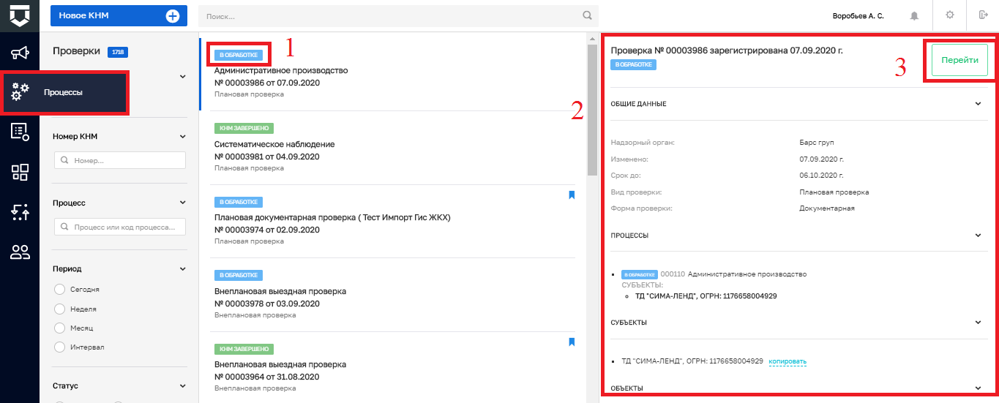 Новое КНМ
Поиск...
Воробьев А. С.
Проверки 1718
Процессы
Номер КНМ
Номер...
Процесс
Процесс или код процесса...
Период
Сегодня
Неделя
Месяц
Интервал
Статус
В ОБРАБОТКЕ
1
Административное производство
№ 00003986 от 07.09.2020
Плановая проверка
2
КНМ ЗАВЕРШЕНО
Систематическое наблюдение
№ 00003981 от 04.09.2020
Плановая проверка
В ОБРАБОТКЕ
Плановая документарная проверка ( Тест Импорт Гис ЖКХ)
№ 00003974 от 02.09.2020
Плановая проверка
В ОБРАБОТКЕ
Внеплановая выездная проверка
№ 00003978 от 03.09.2020
Внеплановая проверка
КНМ ЗАВЕРШЕНО
Внеплановая выездная проверка
№ 00003964 от 31.08.2020
Внеплановая проверка
Проверка № 00003986 зарегистрирована 07.09.2020 г.
В ОБРАБОТКЕ
3
Перейти
ОБЩИЕ ДАННЫЕ
Надзорный орган: Барс груп
Изменено: 07.09.2020 г.
Срок до: 06.10.2020 г.
Вид проверки: Плановая проверка
Форма проверки: Документарная
ПРОЦЕССЫ
В ОБРАБОТКЕ 000110 Административное производство
СУБЪЕКТЫ:
ТД "СИМА-ЛЕНД", ОГРН: 1176658004929
СУБЪЕКТЫ
ТД "СИМА-ЛЕНД", ОГРН: 1176658004929 копировать
ОБЪЕКТЫ